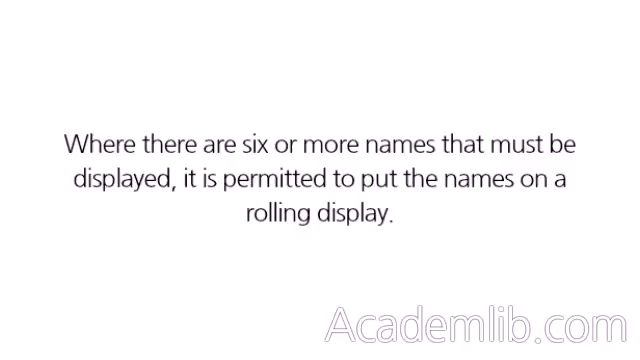 Where there are six or more names that must be
displayed, it is permitted to put the names on a
rolling display.
Academlib.com